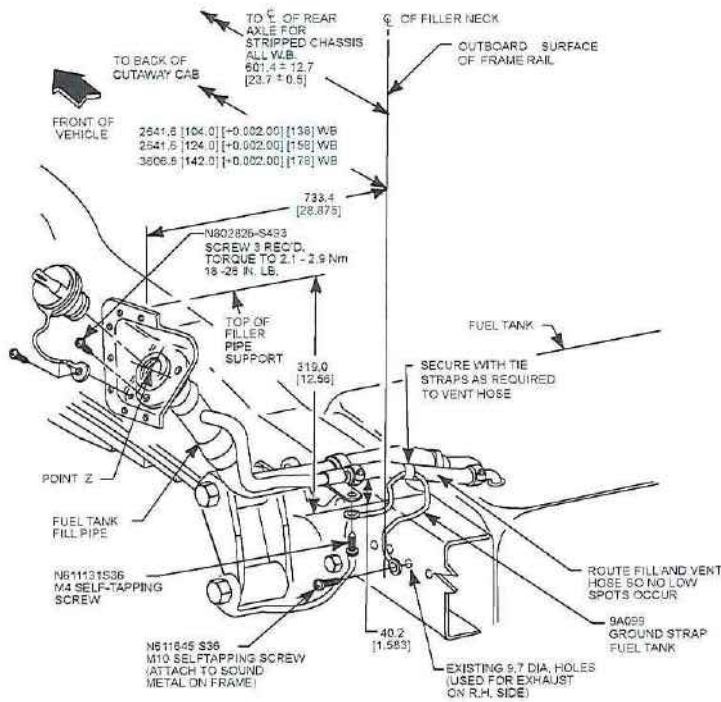 TO ℄ OF REAR
AXLE FOR
STRIPPED CHASSIS
ALL W.B.
601.4 ± 12.7
[23.7 ± 0.5]
℄ OF FILLER NECK
OUTBOARD SURFACE
OF FRAME RAIL
TO BACK OF
CUTAWAY CAB
FRONT OF
VEHICLE
2641.6 [104.0] [+0.002.00] [138] WB
2641.6 [124.0] [+0.002.00] [158] WB
3606.8 [142.0] [+0.002.00] [178] WB
733.4
[28.875]
N802826-S493
SCREW 3 REQ'D.
TORQUE TO 2.1 - 2.9 Nm
18 -26 IN. LB.
TOP OF
FILLER
PIPE
SUPPORT
FUEL TANK
319.0
[12.56]
SECURE WITH TIE
STRAPS AS REQUIRED
TO VENT HOSE
POINT Z
FUEL TANK
FILL PIPE
N611131S36
M4 SELF-TAPPING
SCREW
ROUTE FILL AND VENT
HOSE SO NO LOW
SPOTS OCCUR
9A099
GROUND STRAP
FUEL TANK
40.2
[1.583]
N611645 S36
M10 SELFTAPPING SCREW
(ATTACH TO SOUND
METAL ON FRAME)
EXISTING 9.7 DIA. HOLES
(USED FOR EXHAUST
ON R.H. SIDE)